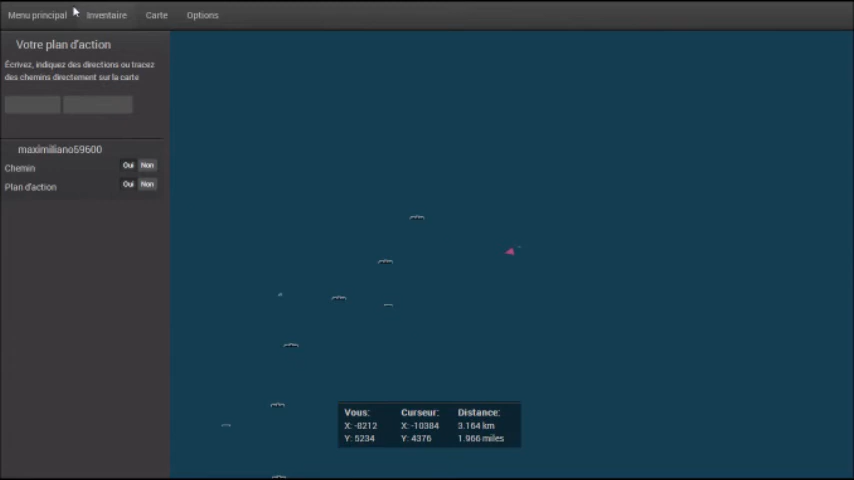 Menu principal Inventaire Carte Options
Votre plan d'action
Écrivez, indiquez des directions ou tracez
des chemins directement sur la carte
maximiliano59600
Chemin Oui Non
Plan d'action Oui Non
Vous: Curseur: Distance:
X: -8212 X: -10384 3.164 km
Y: 5234 Y: 4376 1.966 miles